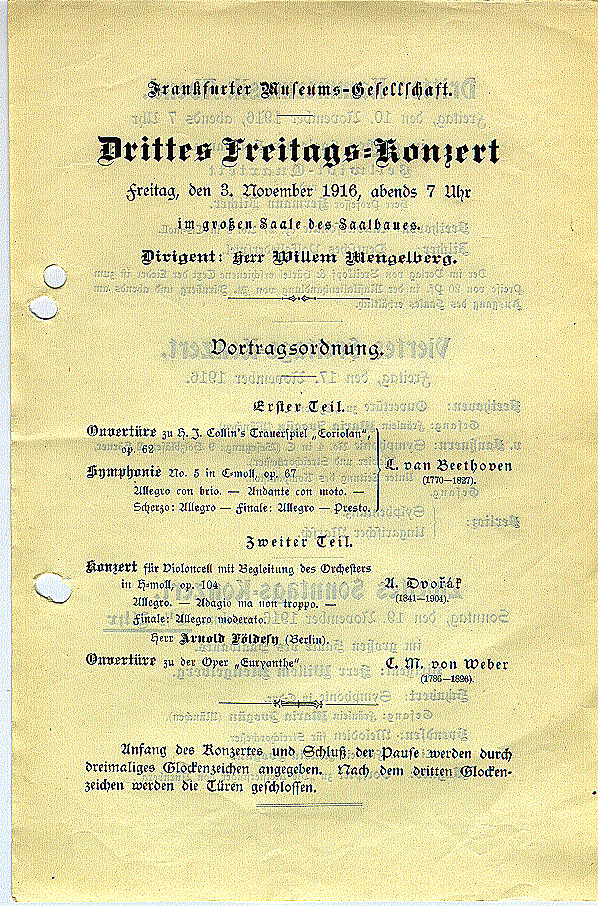 Frankfurter Museums-Gesellschaft.
Drittes Freitags-Konzert
Freitag, den 3. November 1916, abends 7 Uhr
im großen Saale des Saalbaues.
Dirigent: Herr Willem Mengelberg.
Vortragsordnung.
Erster Teil.
Ouvertüre zu H. J. Collin's Trauerspiel „Coriolan“,
op. 62
Symphonie No. 5 in C-moll, op. 67
Allegro con brio. — Andante con moto. —
Scherzo: Allegro — Finale: Allegro — Presto.
L. van Beethoven
(1770—1827).
Zweiter Teil.
Konzert für Violoncell mit Begleitung des Orchesters
in H-moll, op. 104
Allegro. — Adagio ma non troppo. —
Finale: Allegro moderato.
A. Dvořák
(1841—1904).
Herr Arnold Földesy (Berlin).
Ouvertüre zu der Oper „Euryanthe“
C. M. von Weber
(1786—1826).
Anfang des Konzertes und Schluß der Pause werden durch
dreimaliges Glockenzeichen angegeben. Nach dem dritten Glocken-
zeichen werden die Türen geschlossen.